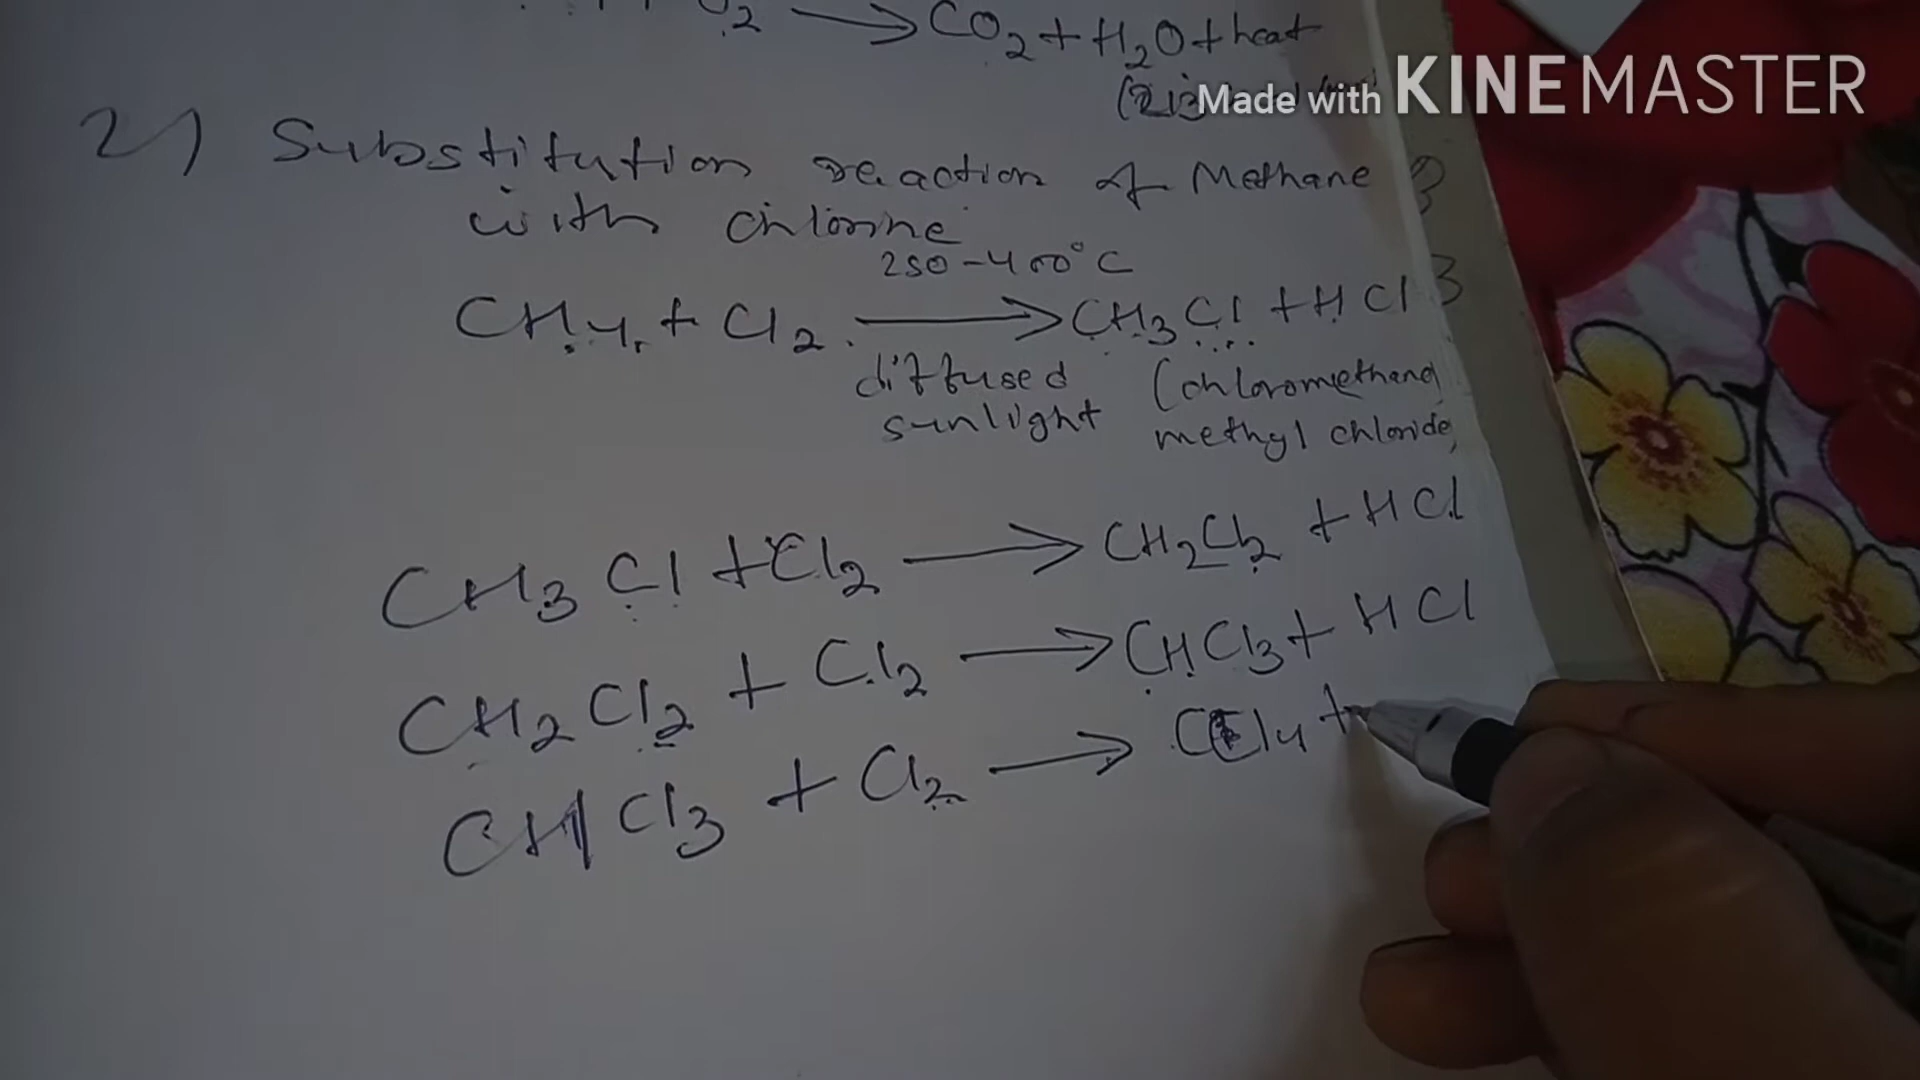 O2 → CO2 + H2O + heat
Made with KINEMASTER
2) Substitution reaction of Methane
with chlorine
250-400°C
CH4 + Cl2 → CH3Cl + HCl
diffused (chloromethane)
sunlight methyl chloride
CH3Cl + Cl2 → CH2Cl2 + HCl
CH2Cl2 + Cl2 → CHCl3 + HCl
CHCl3 + Cl2 → CCl4 +